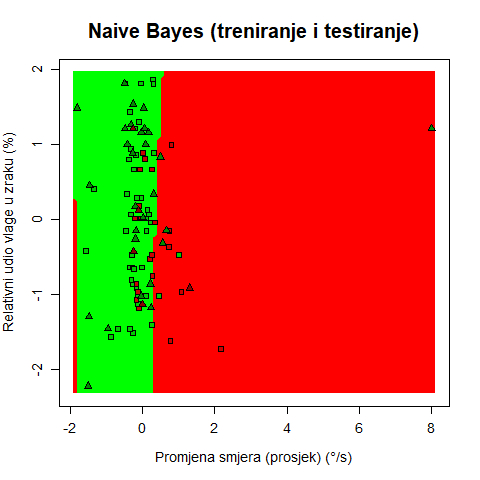 Naive Bayes (treniranje i testiranje)
Relativni udio vlage u zraku (%)
2
1
0
-1
-2
-2 0 2 4 6 8
Promjena smjera (prosjek) (°/s)